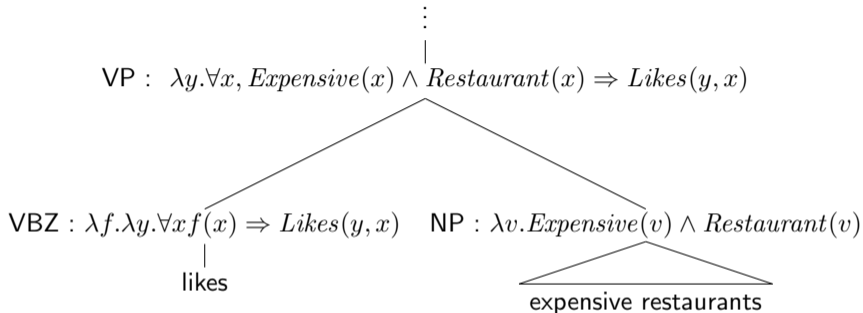 ⋮
VP : λy.∀x, Expensive(x) ∧ Restaurant(x) ⇒ Likes(y, x)
VBZ : λf.λy.∀xf(x) ⇒ Likes(y, x) NP : λv.Expensive(v) ∧ Restaurant(v)
likes
expensive restaurants